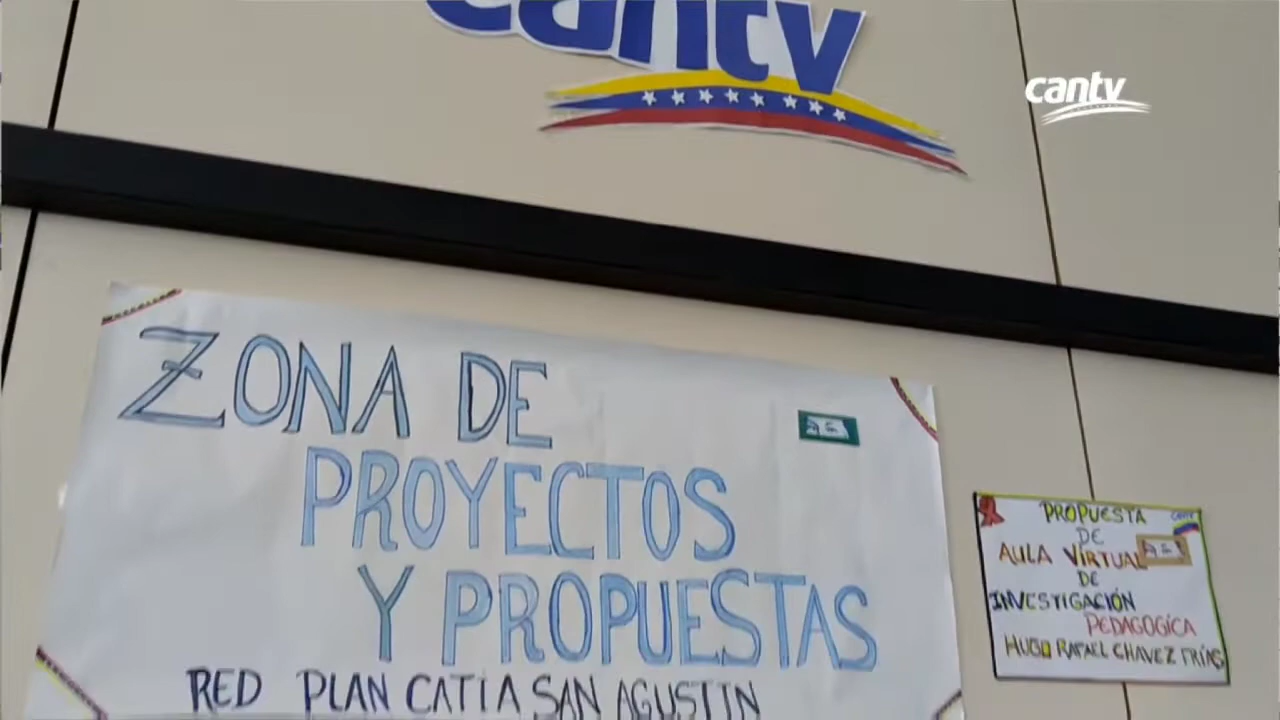 cantv
cantv
ZONA DE
PROYECTOS
Y PROPUESTAS
RED PLAN CATIA SAN AGUSTIN
PROPUESTA
DE
AULA VIRTUAL
DE
INVESTIGACIÓN
PEDAGOGÍCA
HUGO RAFAEL CHAVEZ FRÍAS